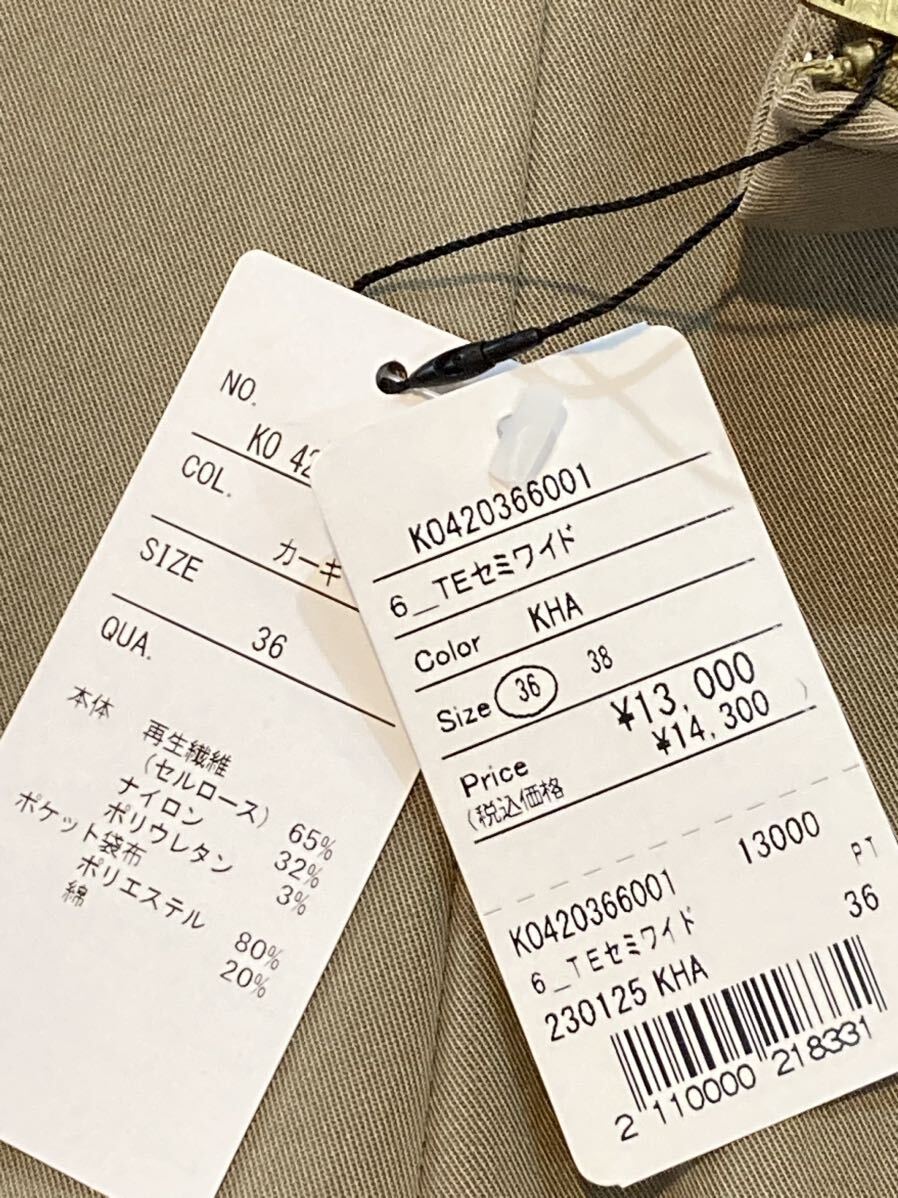 NO.
KO 42
COL.
カーキ
SIZE
36
QUA.
本体
再生繊維
(セルロース) 65%
ナイロン 32%
ポリウレタン 3%
ポケット袋布
ポリエステル 80%
綿 20%
K0420366001
6_TEセミワイド
Color KHA
Size 36 38
Price ¥13,000
(税込価格 ¥14,300 )
13000
K0420366001 PT
6_TEセミワイド 36
230125 KHA
2 110000 218331